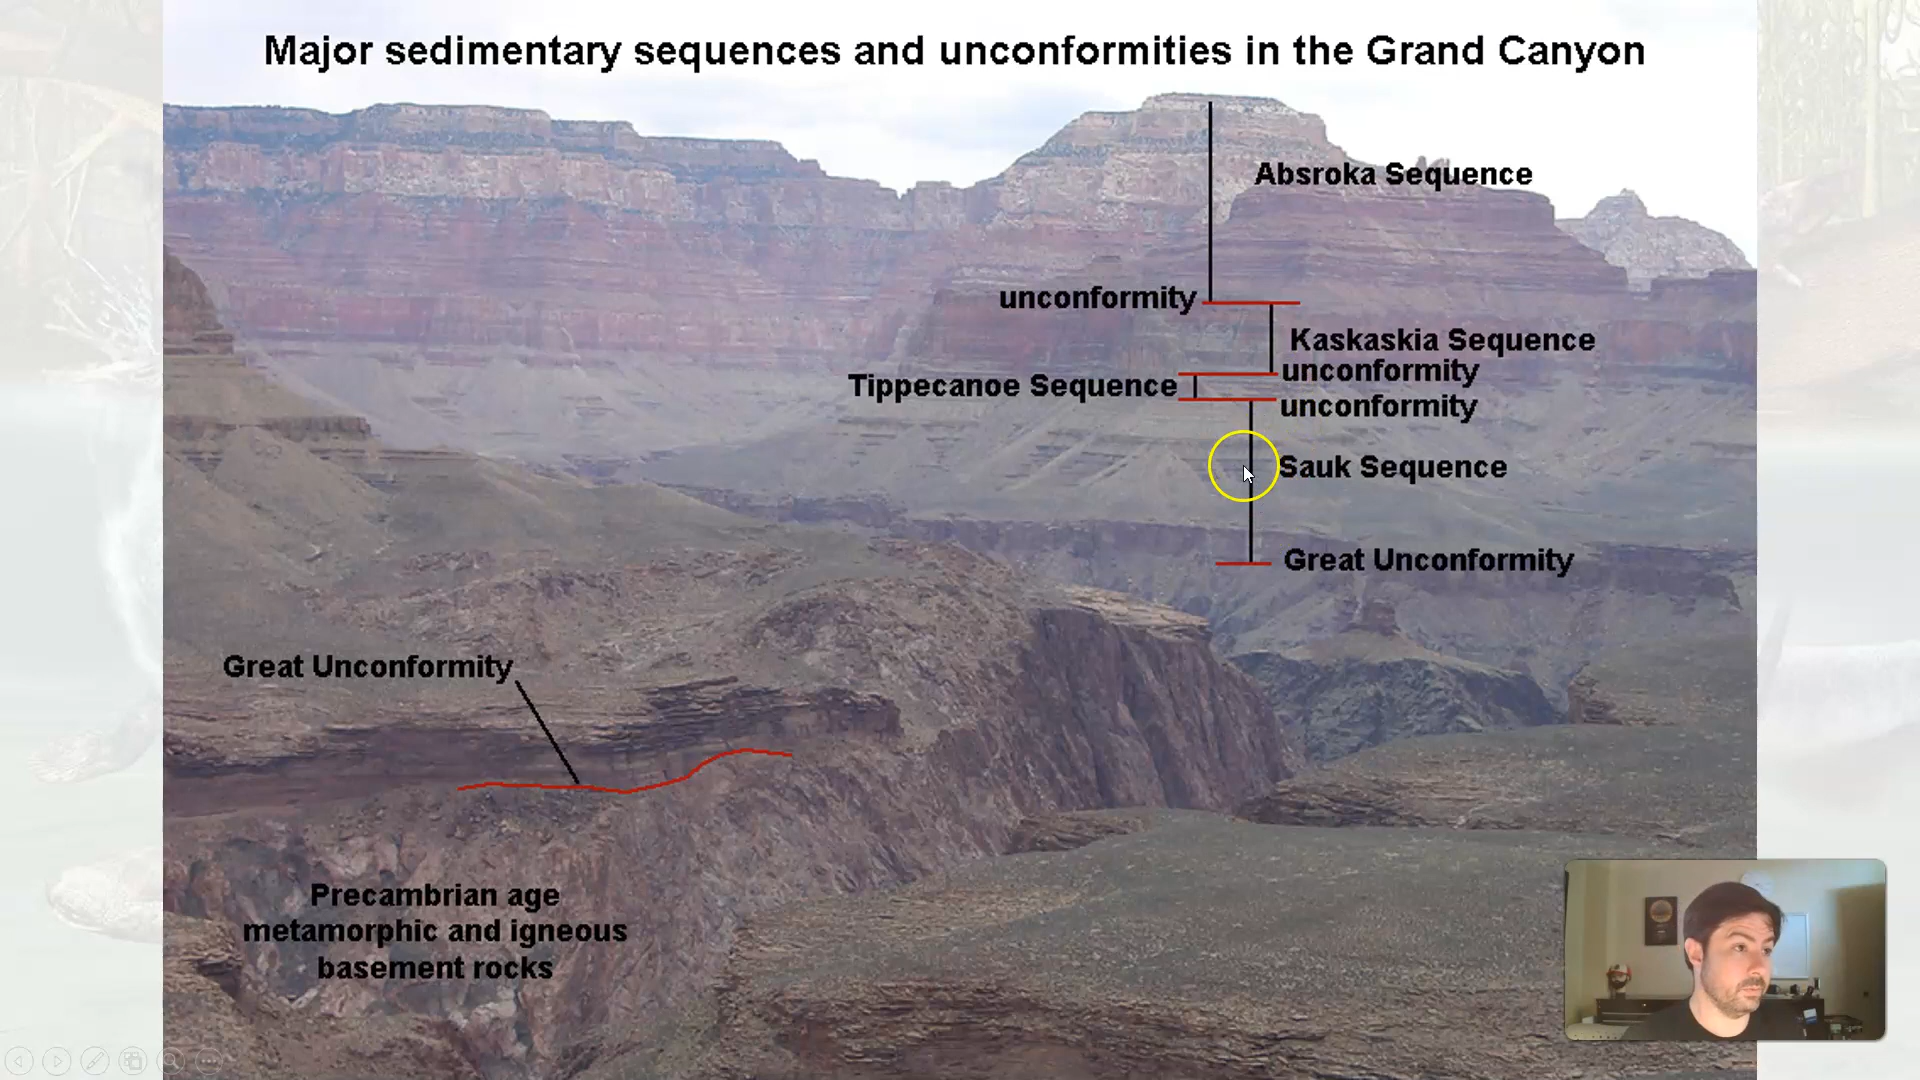 Major sedimentary sequences and unconformities in the Grand Canyon
Absroka Sequence
unconformity
Kaskaskia Sequence
unconformity
Tippecanoe Sequence
unconformity
Sauk Sequence
Great Unconformity
Great Unconformity
Precambrian age
metamorphic and igneous
basement rocks